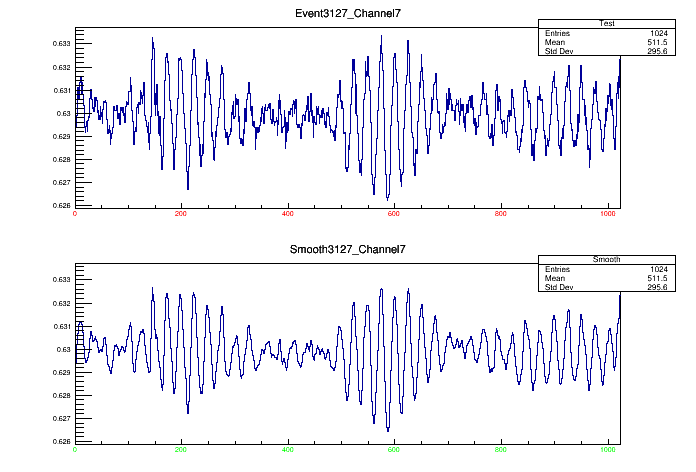 Event3127_Channel7
Test
Entries 1024
Mean 511.5
Std Dev 295.6
0.633
0.632
0.631
0.63
0.629
0.628
0.627
0.626
0 200 400 600 800 1000
Smooth3127_Channel7
Smooth
Entries 1024
Mean 511.5
Std Dev 295.6
0.633
0.632
0.631
0.63
0.629
0.628
0.627
0.626
0 200 400 600 800 1000